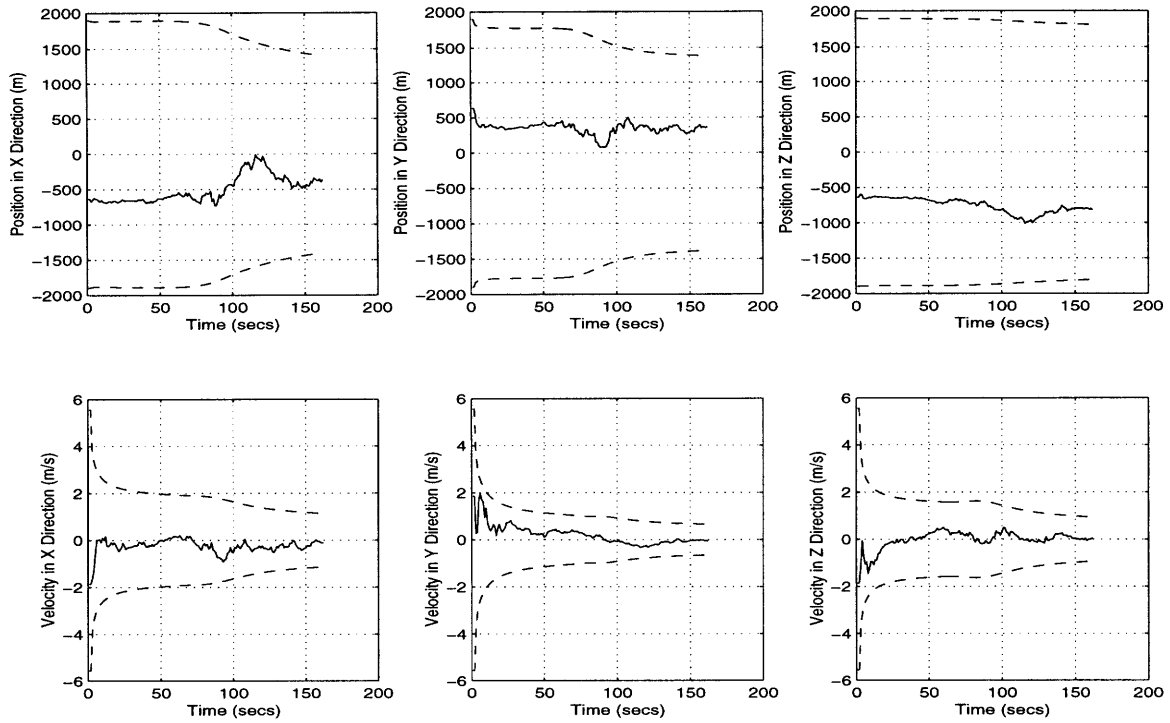 Position in X Direction (m)
2000
1500
1000
500
0
−500
−1000
−1500
−2000
0 50 100 150 200
Time (secs)
Position in Y Direction (m)
2000
1500
1000
500
0
−500
−1000
−1500
−2000
0 50 100 150 200
Time (secs)
Position in Z Direction (m)
2000
1500
1000
500
0
−500
−1000
−1500
−2000
0 50 100 150 200
Time (secs)
Velocity in X Direction (m/s)
6
4
2
0
−2
−4
−6
0 50 100 150 200
Time (secs)
Velocity in Y Direction (m/s)
6
4
2
0
−2
−4
−6
0 50 100 150 200
Time (secs)
Velocity in Z Direction (m/s)
6
4
2
0
−2
−4
−6
0 50 100 150 200
Time (secs)